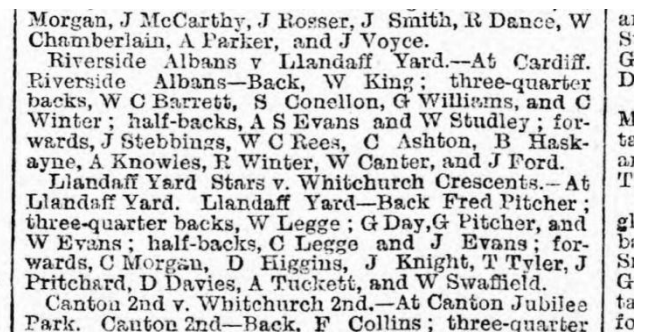 Morgan, J McCarthy, J Rosser, J Smith, R Dance, W
Chamberlain, A Parker, and J Voyce.
Riverside Albans v Llandaff Yard.—At Cardiff.
Riverside Albans—Back, W King; three-quarter
backs, W C Barrett, S Conellon, G Williams, and C
Winter; half-backs, A S Evans and W Studley; for-
wards, J Stebbings, W C Rees, C Ashton, B Hask-
ayne, A Knowles, R Winter, W Canter, and J Ford.
Llandaff Yard Stars v. Whitchurch Crescents.—At
Llandaff Yard. Llandaff Yard—Back Fred Pitcher;
three-quarter backs, W Legge; G Day, G Pitcher, and
W Evans; half-backs, C Legge and J Evans; for-
wards, C Morgan, D Higgins, J Knight, T Tyler, J
Pritchard, D Davies, A Tuckett, and W Swaffield.
Canton 2nd v. Whitchurch 2nd.—At Canton Jubilee
Park. Canton 2nd—Back, F Collins; three-quarter